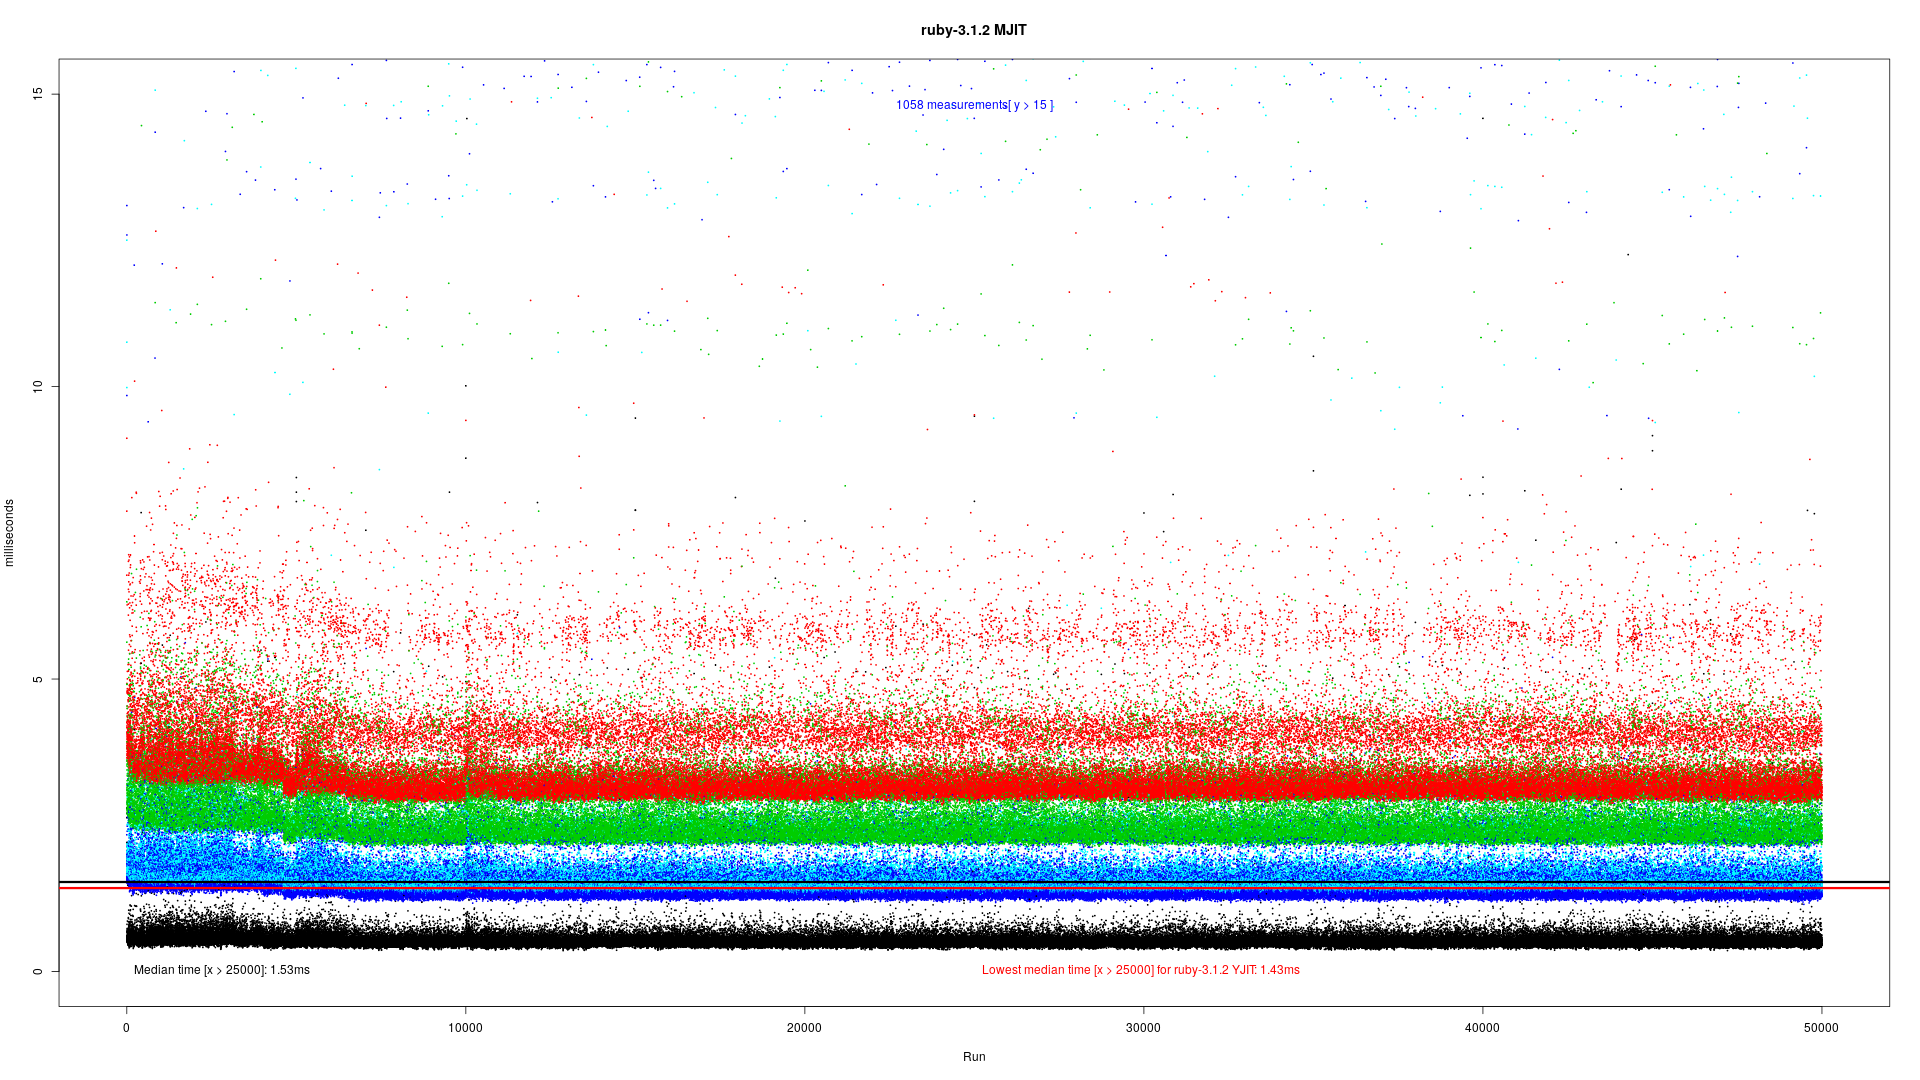 ruby-3.1.2 MJIT
1058 measurements[ y > 15 ]
15
10
5
0
milliseconds
Median time [x > 25000]: 1.53ms
Lowest median time [x > 25000] for ruby-3.1.2 YJIT: 1.43ms
0 10000 20000 30000 40000 50000
Run